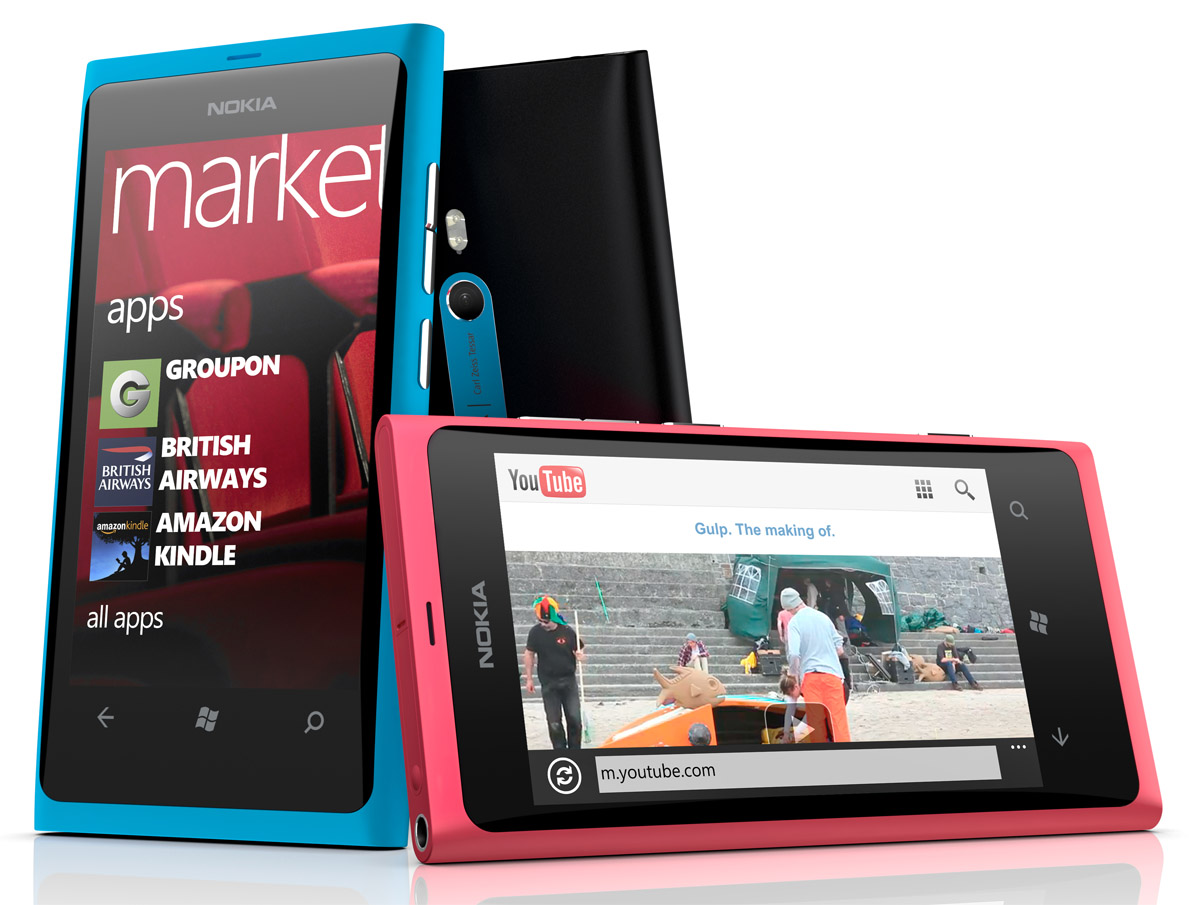 NOKIA
market
apps
GROUPON
BRITISH
AIRWAYS
BRITISH
AIRWAYS
amazonkindle
AMAZON
KINDLE
all apps
Carl Zeiss Tessar
NOKIA
YouTube
Gulp. The making of.
m.youtube.com